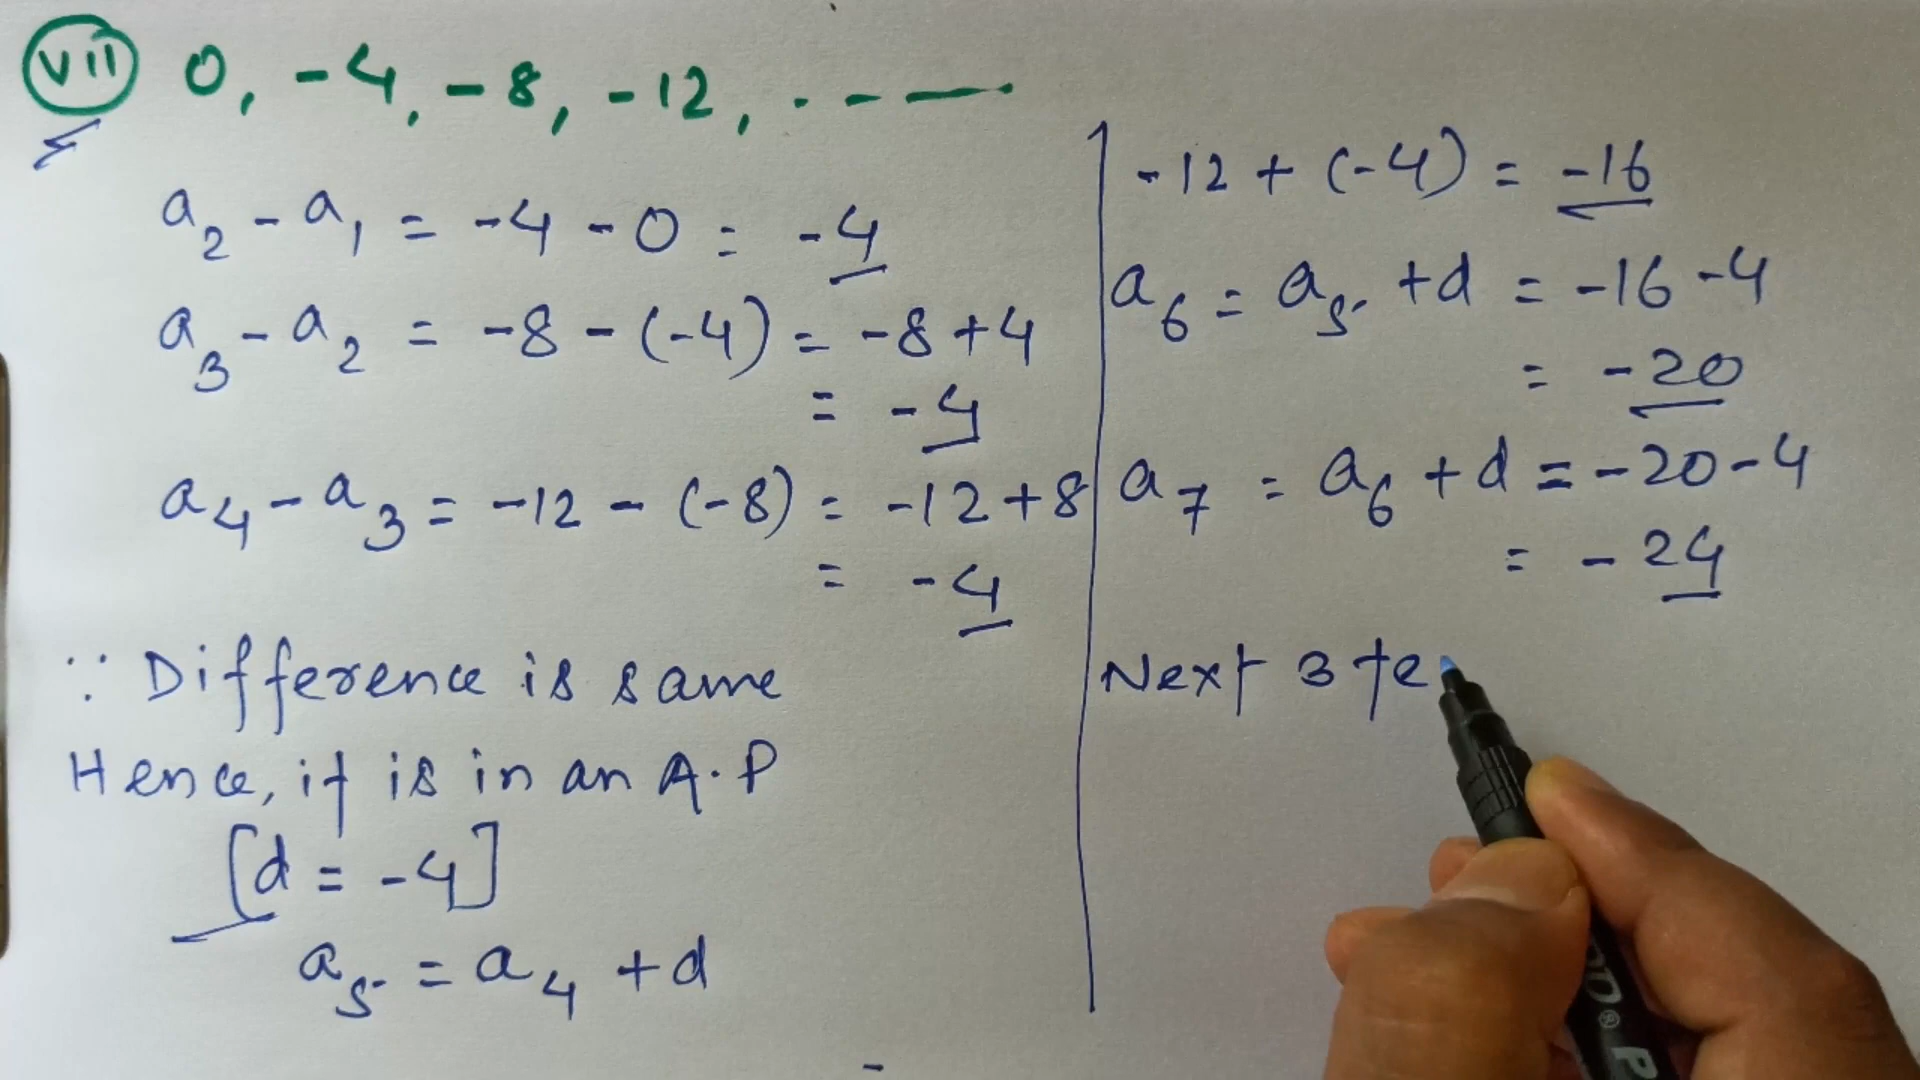 VII 0, -4, -8, -12, . - —
a₂ - a₁ = -4 - 0 = -4
a₃ - a₂ = -8 - (-4) = -8 + 4
= -4
a₄ - a₃ = -12 - (-8) = -12 + 8
= -4
∵ Difference is same
Hence, it is in an A.P
[d = -4]
a₅ = a₄ + d
-12 + (-4) = -16
a₆ = a₅ + d = -16 - 4
= -20
a₇ = a₆ + d = -20 - 4
= -24
Next 3 te